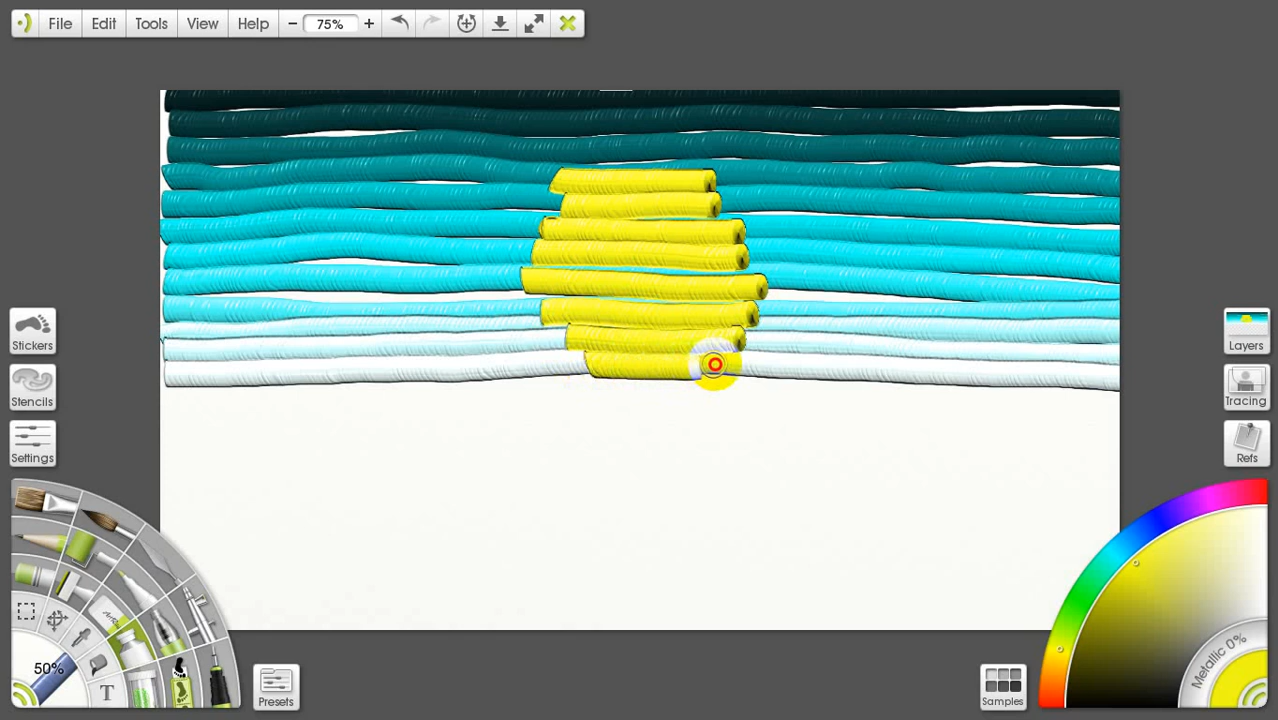 File Edit Tools View Help − 75% +
Stickers
Stencils
Settings
Layers
Tracing
Refs
50%
T
Presets
Samples
Metallic 0%